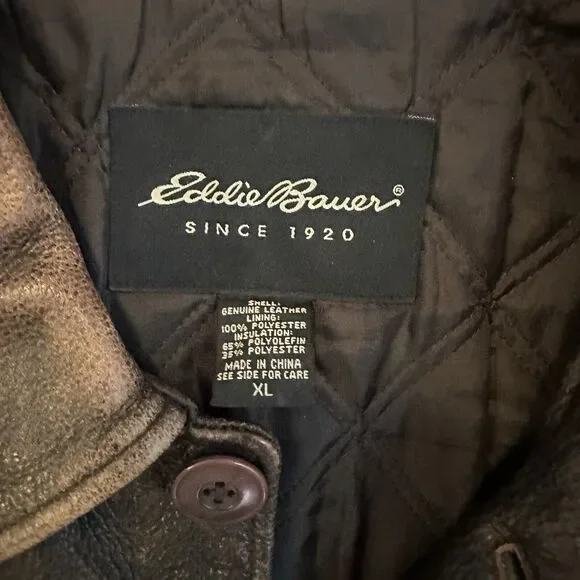 Eddie Bauer®
SINCE 1920
SHELL:
GENUINE LEATHER
LINING:
100% POLYESTER
INSULATION:
65% POLYOLEFIN
35% POLYESTER
MADE IN CHINA
SEE SIDE FOR CARE
XL